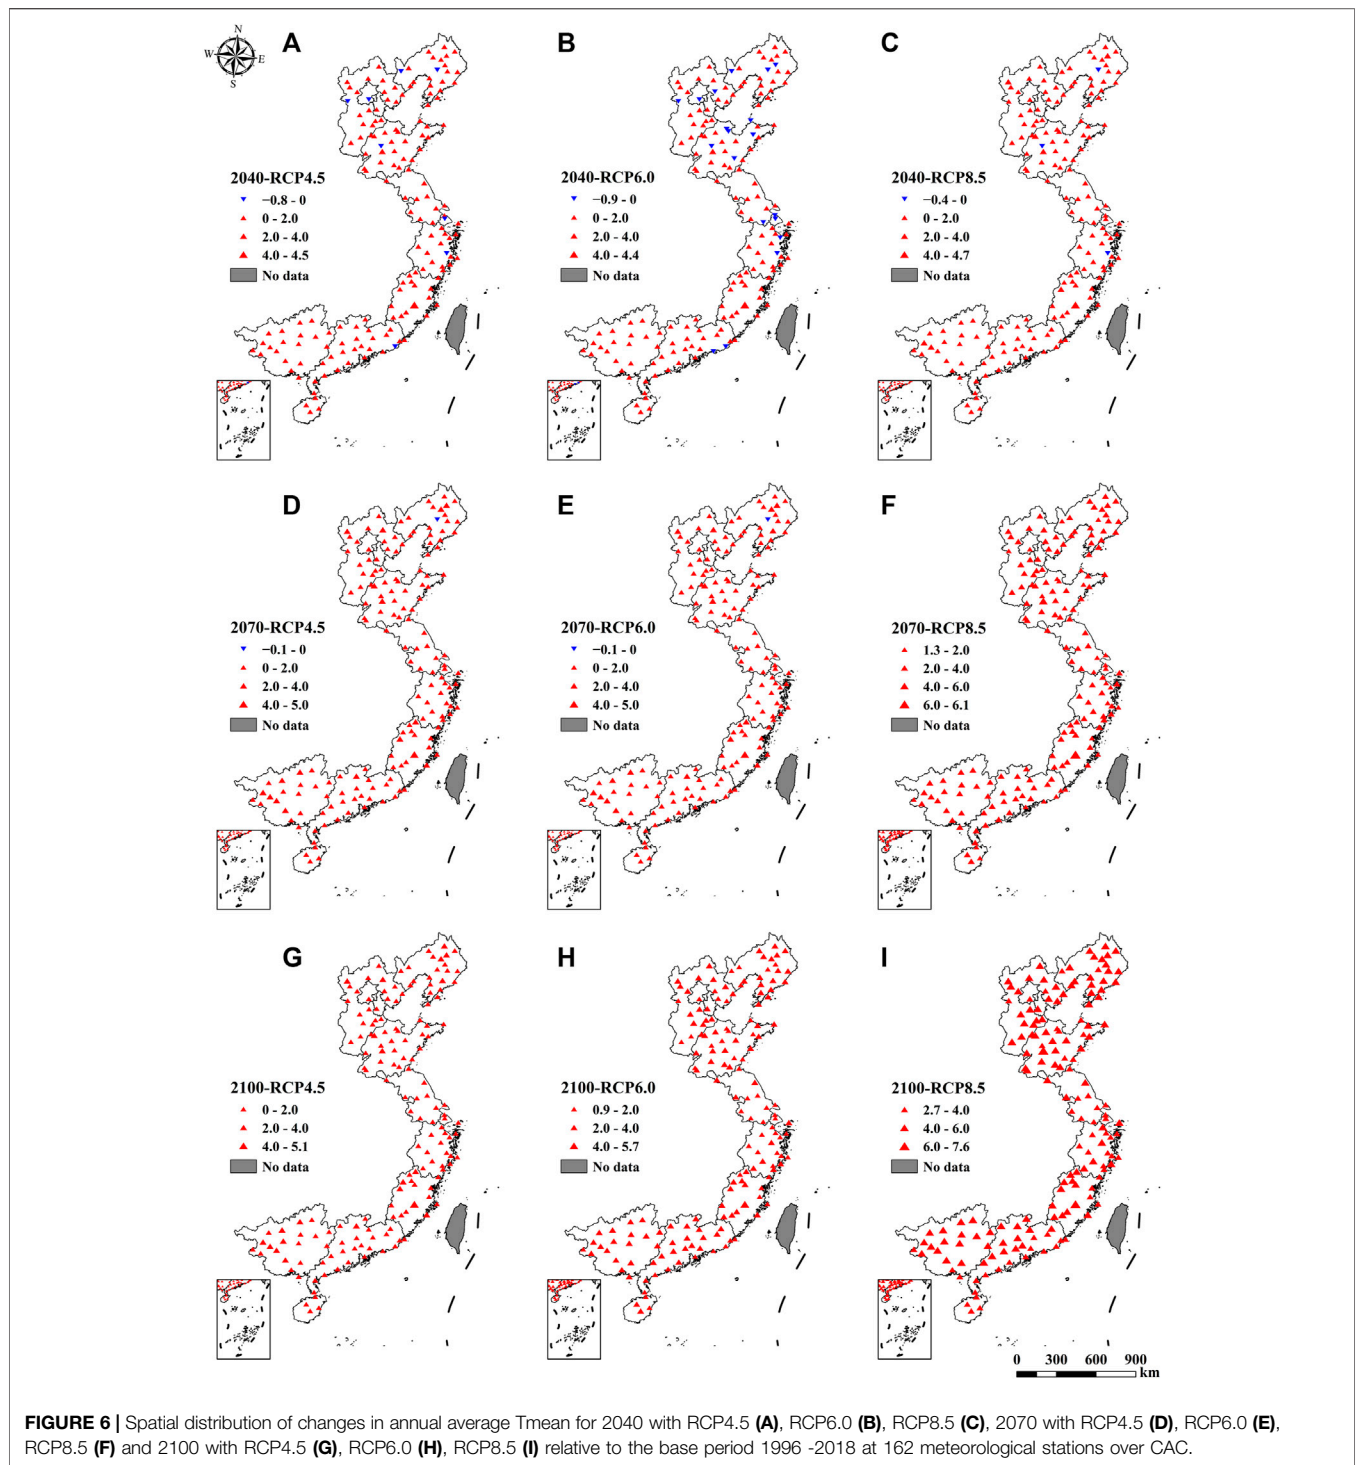 N
W E
S
A
2040-RCP4.5
−0.8 - 0
0 - 2.0
2.0 - 4.0
4.0 - 4.5
No data
B
2040-RCP6.0
−0.9 - 0
0 - 2.0
2.0 - 4.0
4.0 - 4.4
No data
C
2040-RCP8.5
−0.4 - 0
0 - 2.0
2.0 - 4.0
4.0 - 4.7
No data
D
2070-RCP4.5
−0.1 - 0
0 - 2.0
2.0 - 4.0
4.0 - 5.0
No data
E
2070-RCP6.0
−0.1 - 0
0 - 2.0
2.0 - 4.0
4.0 - 5.0
No data
F
2070-RCP8.5
1.3 - 2.0
2.0 - 4.0
4.0 - 6.0
6.0 - 6.1
No data
G
2100-RCP4.5
0 - 2.0
2.0 - 4.0
4.0 - 5.1
No data
H
2100-RCP6.0
0.9 - 2.0
2.0 - 4.0
4.0 - 5.7
No data
I
2100-RCP8.5
2.7 - 4.0
4.0 - 6.0
6.0 - 7.6
No data
0 300 600 900
km
FIGURE 6 | Spatial distribution of changes in annual average Tmean for 2040 with RCP4.5 (A), RCP6.0 (B), RCP8.5 (C), 2070 with RCP4.5 (D), RCP6.0 (E),
RCP8.5 (F) and 2100 with RCP4.5 (G), RCP6.0 (H), RCP8.5 (I) relative to the base period 1996 -2018 at 162 meteorological stations over CAC.